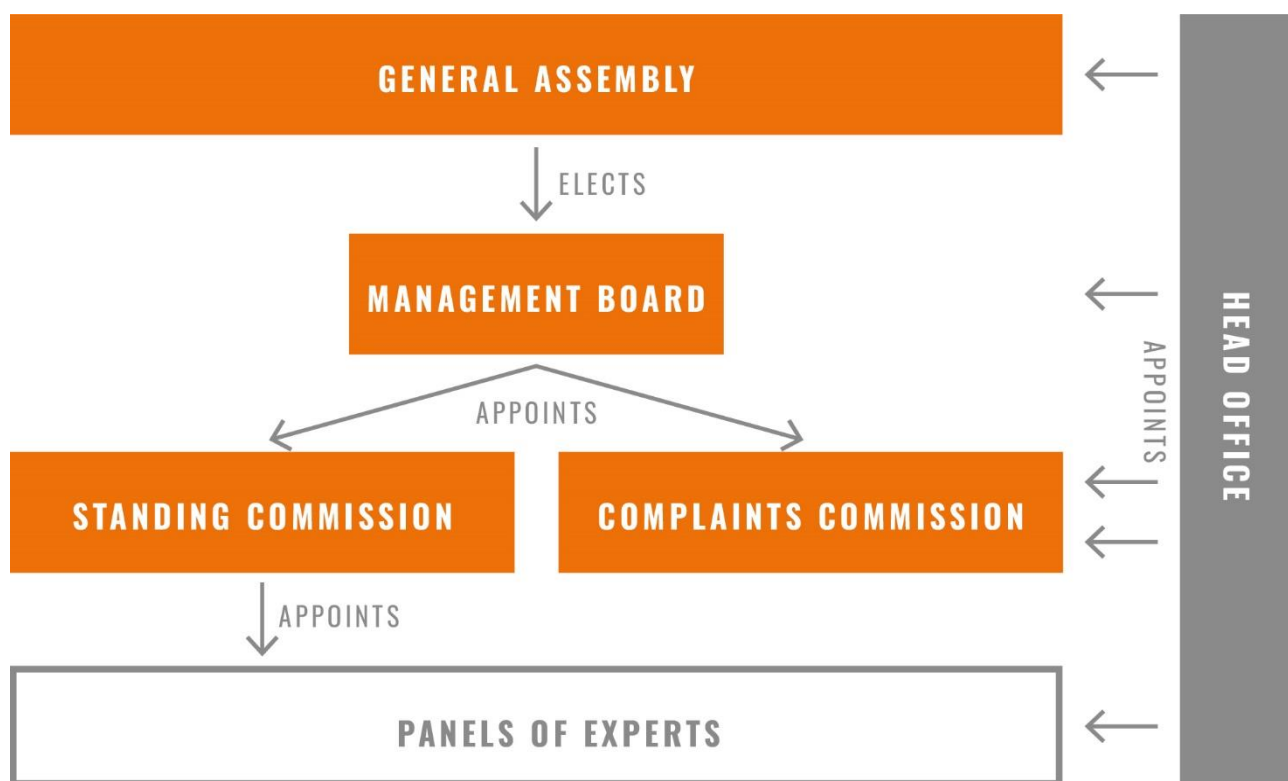 GENERAL ASSEMBLY
ELECTS
MANAGEMENT BOARD
APPOINTS
STANDING COMMISSION
COMPLAINTS COMMISSION
APPOINTS
PANELS OF EXPERTS
APPOINTS
HEAD OFFICE